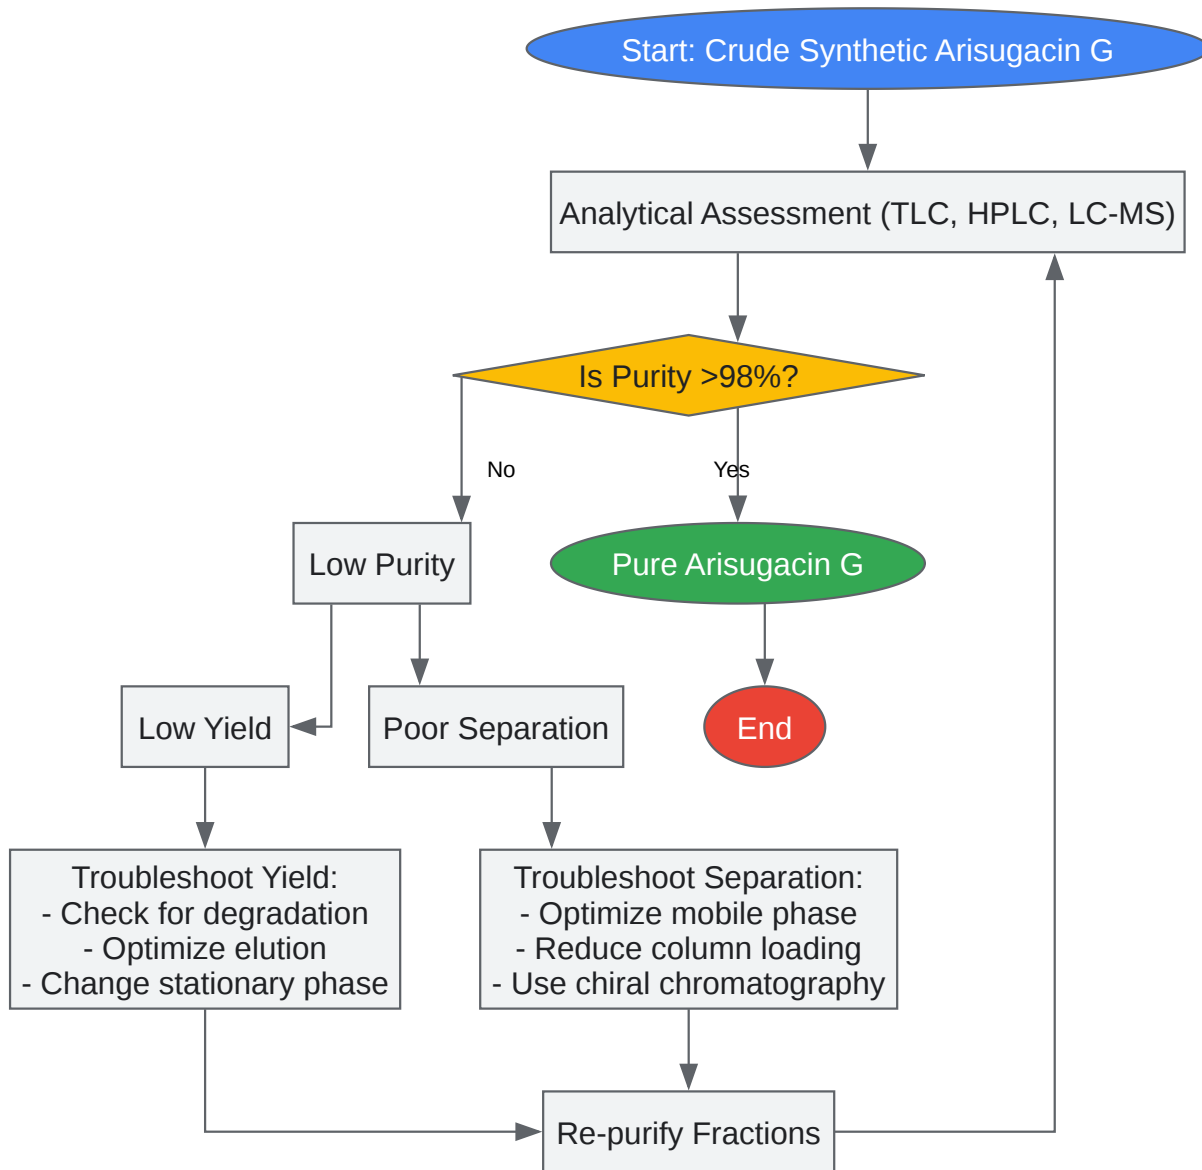 Start: Crude Synthetic Arisugacin G
Analytical Assessment (TLC, HPLC, LC-MS)
Is Purity >98%?
No
Yes
Low Purity
Pure Arisugacin G
Low Yield
Poor Separation
End
Troubleshoot Yield:
- Check for degradation
- Optimize elution
- Change stationary phase
Troubleshoot Separation:
- Optimize mobile phase
- Reduce column loading
- Use chiral chromatography
Re-purify Fractions